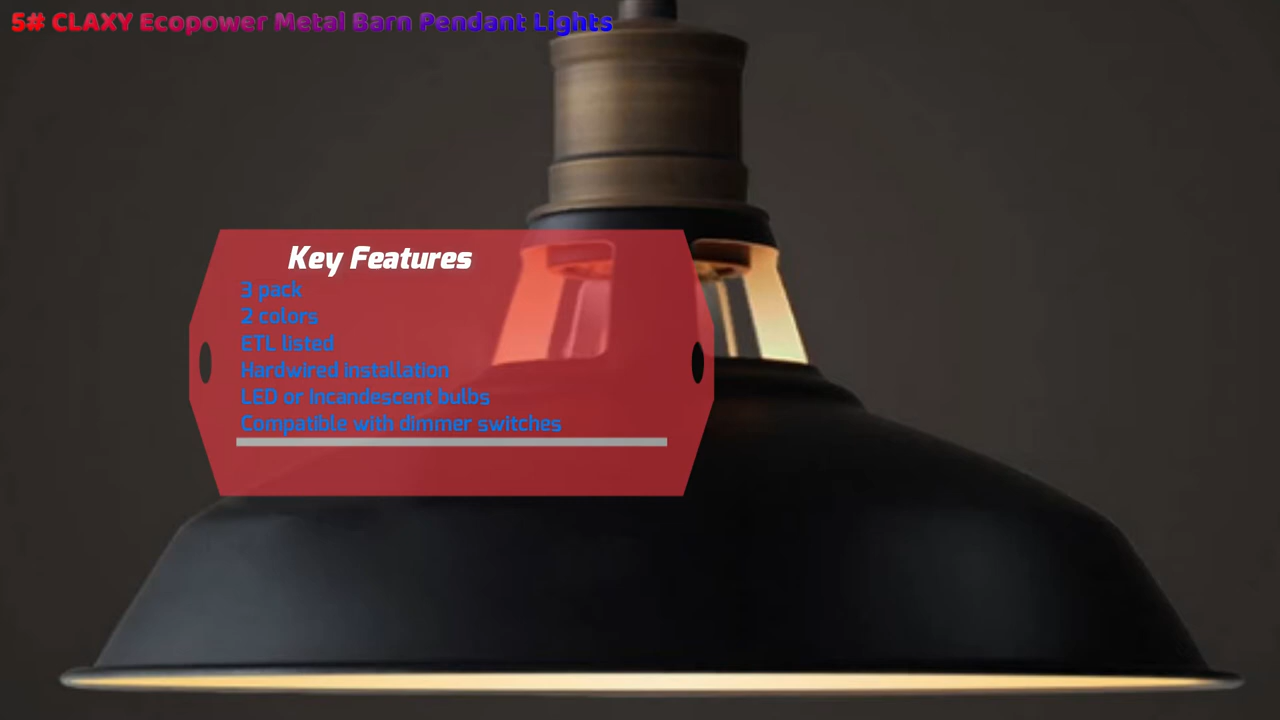 5# CLAXY Ecopower Metal Barn Pendant Lights
Key Features
3 pack
2 colors
ETL listed
Hardwired installation
LED or Incandescent bulbs
Compatible with dimmer switches